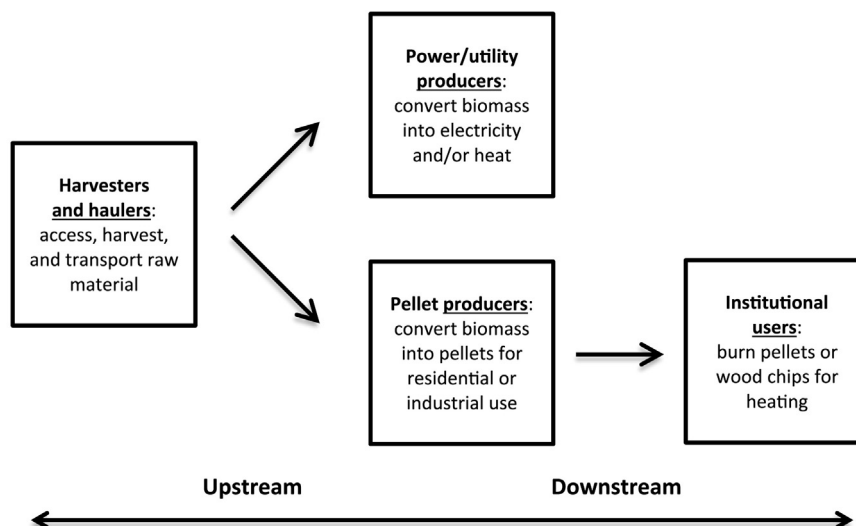 Power/utility
producers:
convert biomass
into electricity
and/or heat
Harvesters
and haulers:
access, harvest,
and transport raw
material
Pellet producers:
convert biomass
into pellets for
residential or
industrial use
Institutional
users:
burn pellets or
wood chips for
heating
Upstream
Downstream